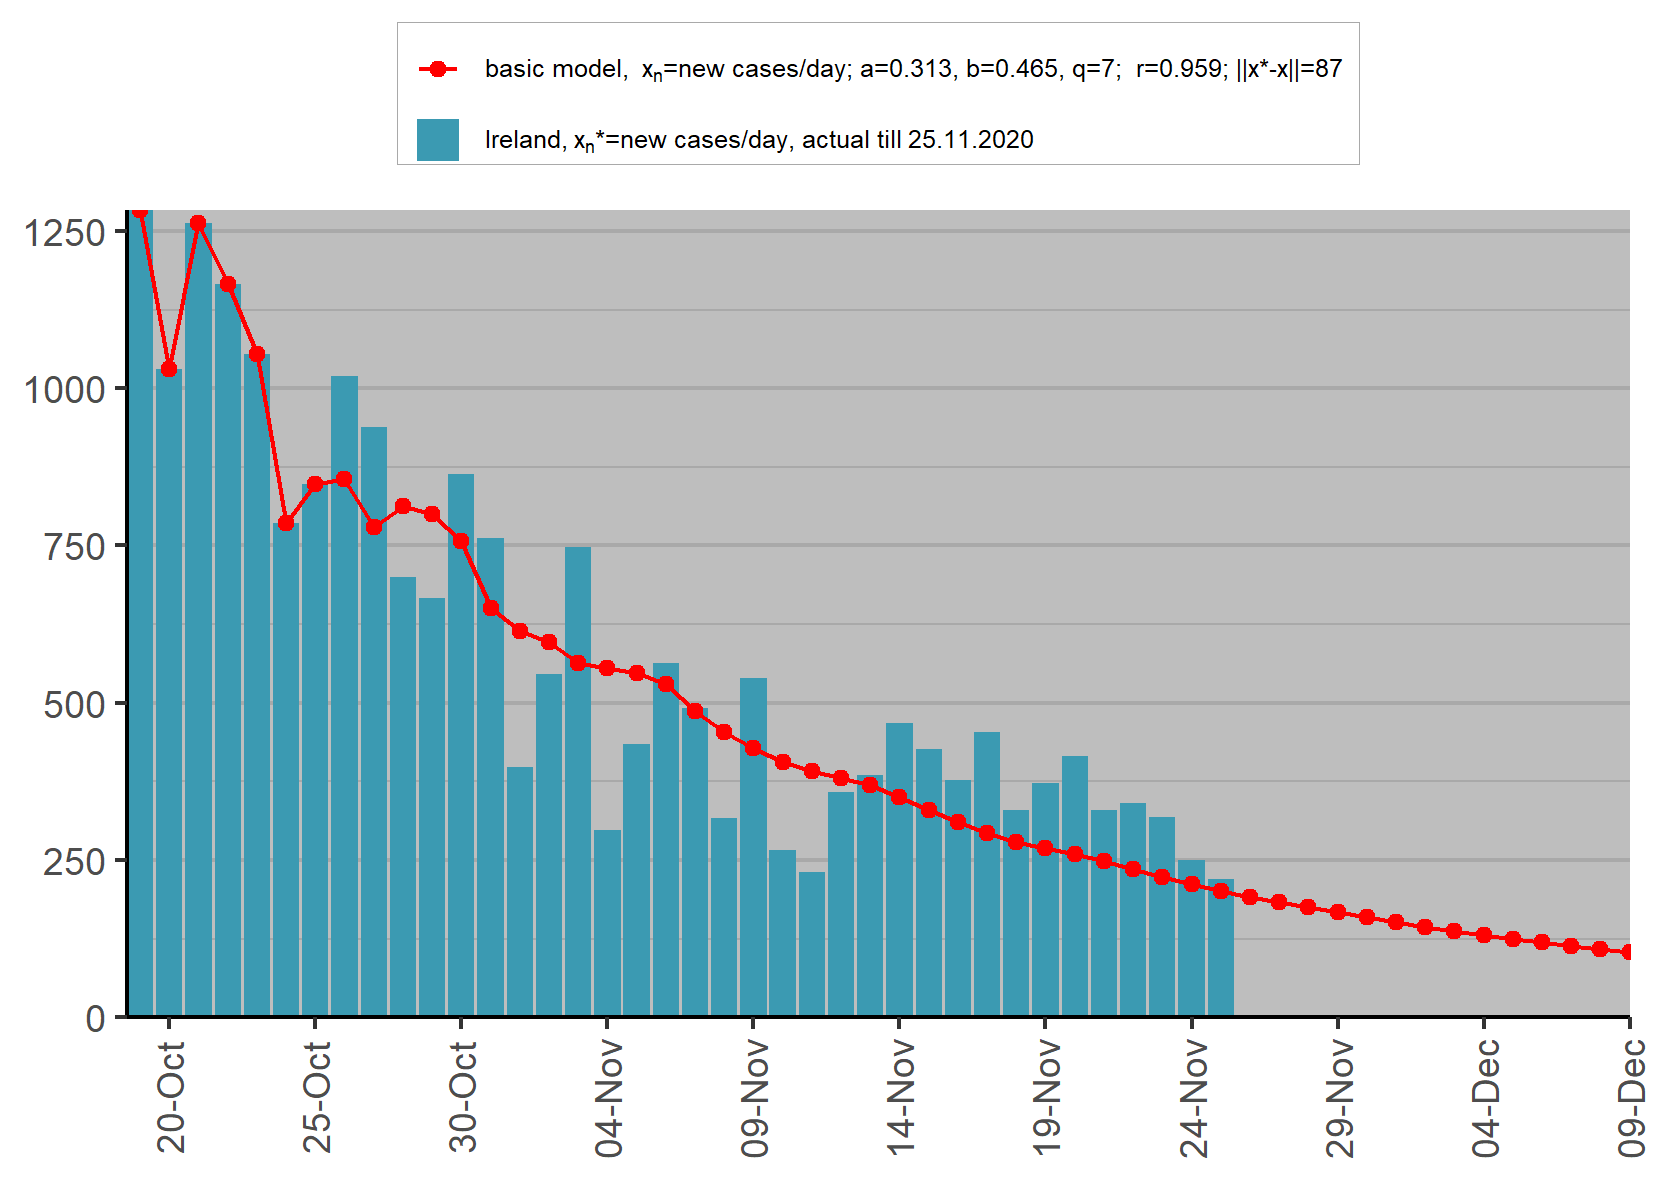 basic model,  xₙ=new cases/day; a=0.313, b=0.465, q=7;  r=0.959; ||x*-x||=87
Ireland, xₙ*=new cases/day, actual till 25.11.2020
1250
1000
750
500
250
0
20-Oct
25-Oct
30-Oct
04-Nov
09-Nov
14-Nov
19-Nov
24-Nov
29-Nov
04-Dec
09-Dec